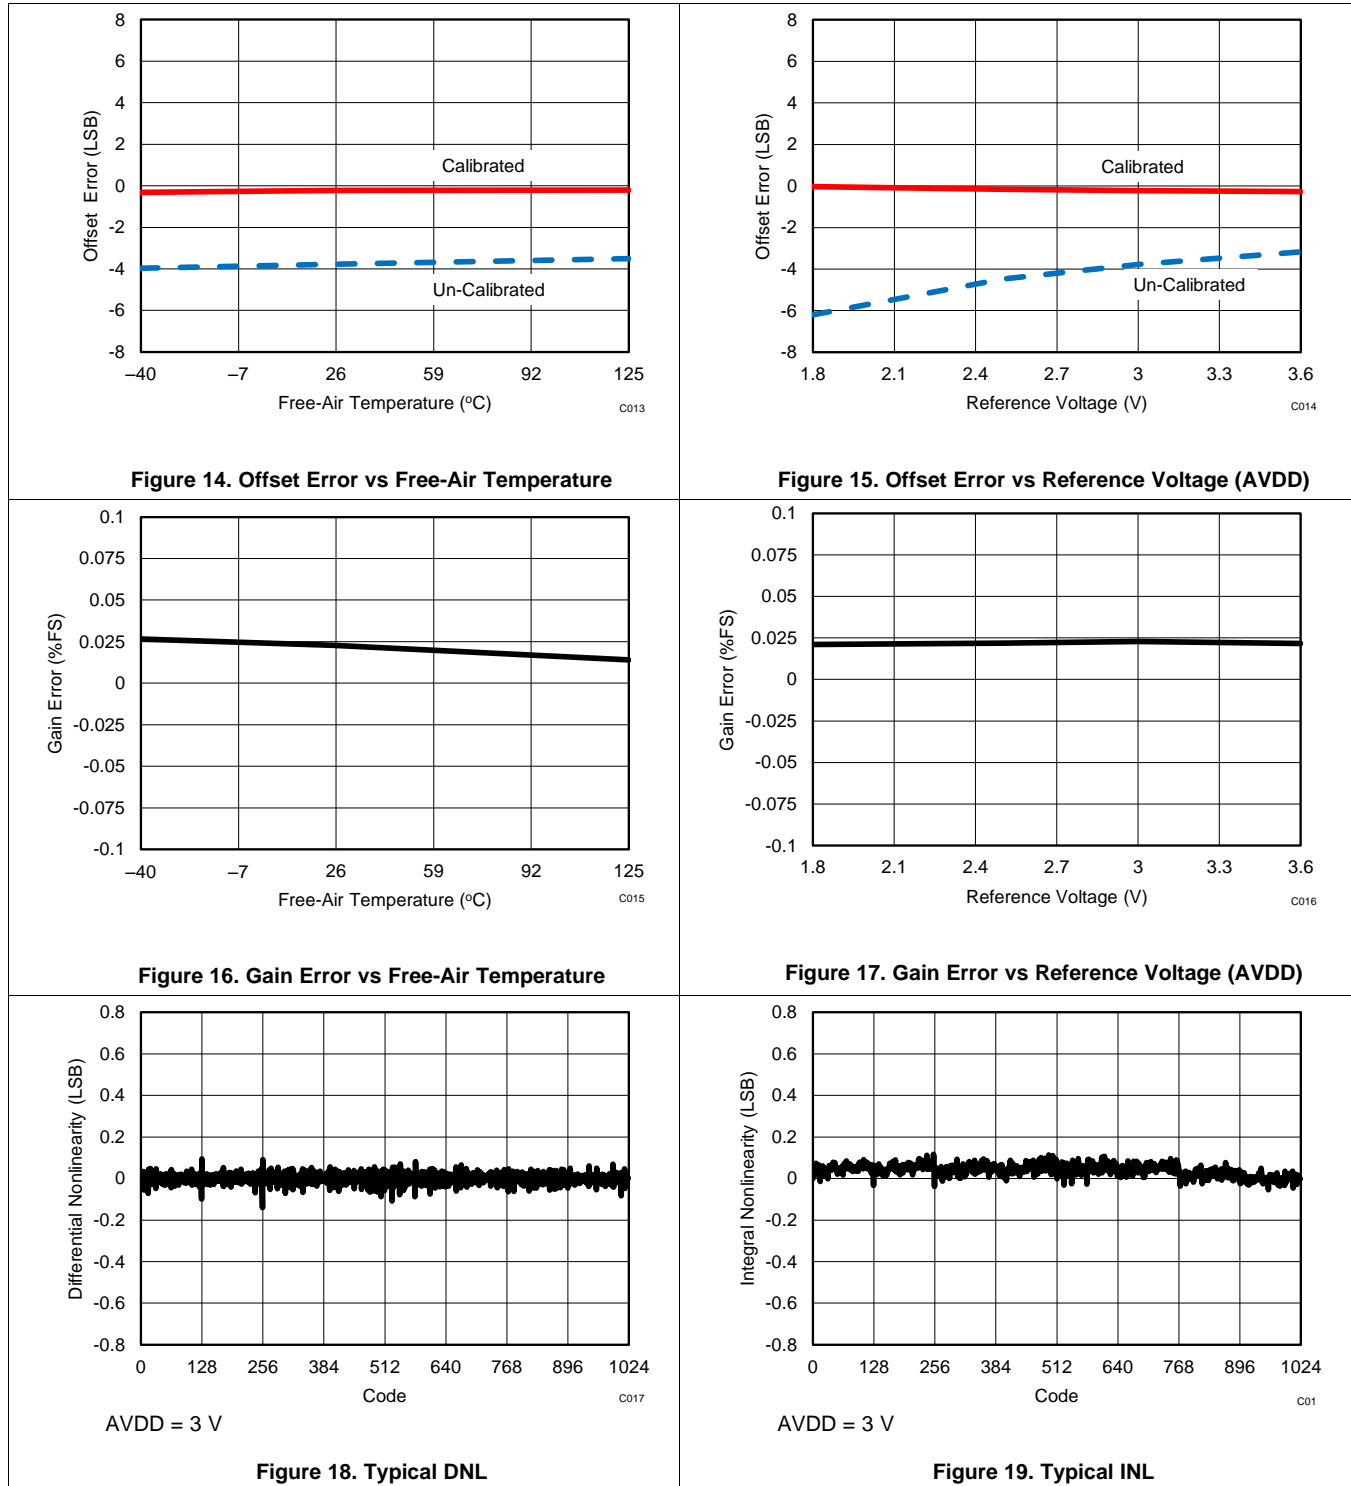 8
6
4
2
0
-2
-4
-6
-8
Offset Error (LSB)
Calibrated
Un-Calibrated
–40 –7 26 59 92 125
Free-Air Temperature (ºC)
C013
Figure 14. Offset Error vs Free-Air Temperature
8
6
4
2
0
-2
-4
-6
-8
Offset Error (LSB)
Calibrated
Un-Calibrated
1.8 2.1 2.4 2.7 3 3.3 3.6
Reference Voltage (V)
C014
Figure 15. Offset Error vs Reference Voltage (AVDD)
0.1
0.075
0.05
0.025
0
-0.025
-0.05
-0.075
-0.1
Gain Error (%FS)
–40 –7 26 59 92 125
Free-Air Temperature (ºC)
C015
Figure 16. Gain Error vs Free-Air Temperature
0.1
0.075
0.05
0.025
0
-0.025
-0.05
-0.075
-0.1
Gain Error (%FS)
1.8 2.1 2.4 2.7 3 3.3 3.6
Reference Voltage (V)
C016
Figure 17. Gain Error vs Reference Voltage (AVDD)
0.8
0.6
0.4
0.2
0
-0.2
-0.4
-0.6
-0.8
Differential Nonlinearity (LSB)
0 128 256 384 512 640 768 896 1024
Code
C017
AVDD = 3 V
Figure 18. Typical DNL
0.8
0.6
0.4
0.2
0
-0.2
-0.4
-0.6
-0.8
Integral Nonlinearity (LSB)
0 128 256 384 512 640 768 896 1024
Code
C01
AVDD = 3 V
Figure 19. Typical INL